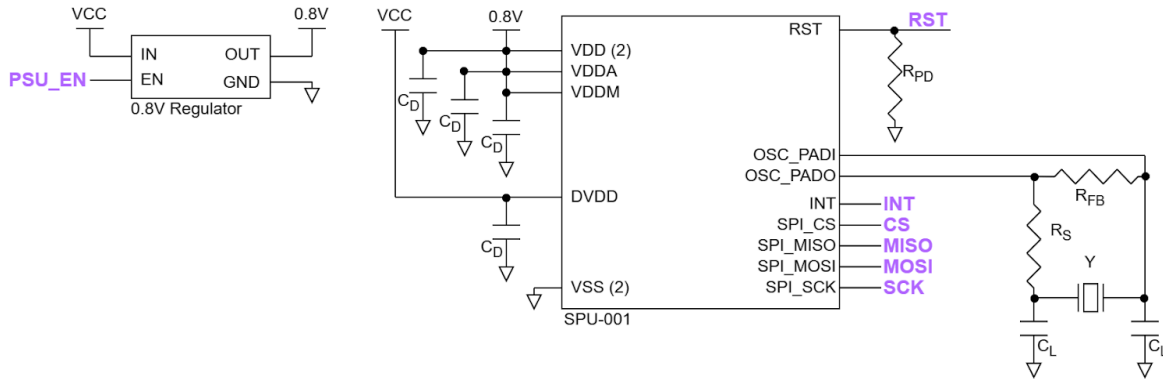 VCC
0.8V
IN
OUT
PSU_EN
EN
GND
0.8V Regulator
VCC
0.8V
RST
RST
VDD (2)
VDDA
VDDM
RPD
CD
CD
CD
OSC_PADI
OSC_PADO
DVDD
RFB
INT
INT
SPI_CS
CS
RS
CD
SPI_MISO
MISO
SPI_MOSI
MOSI
Y
VSS (2)
SPI_SCK
SCK
SPU-001
CL
CL